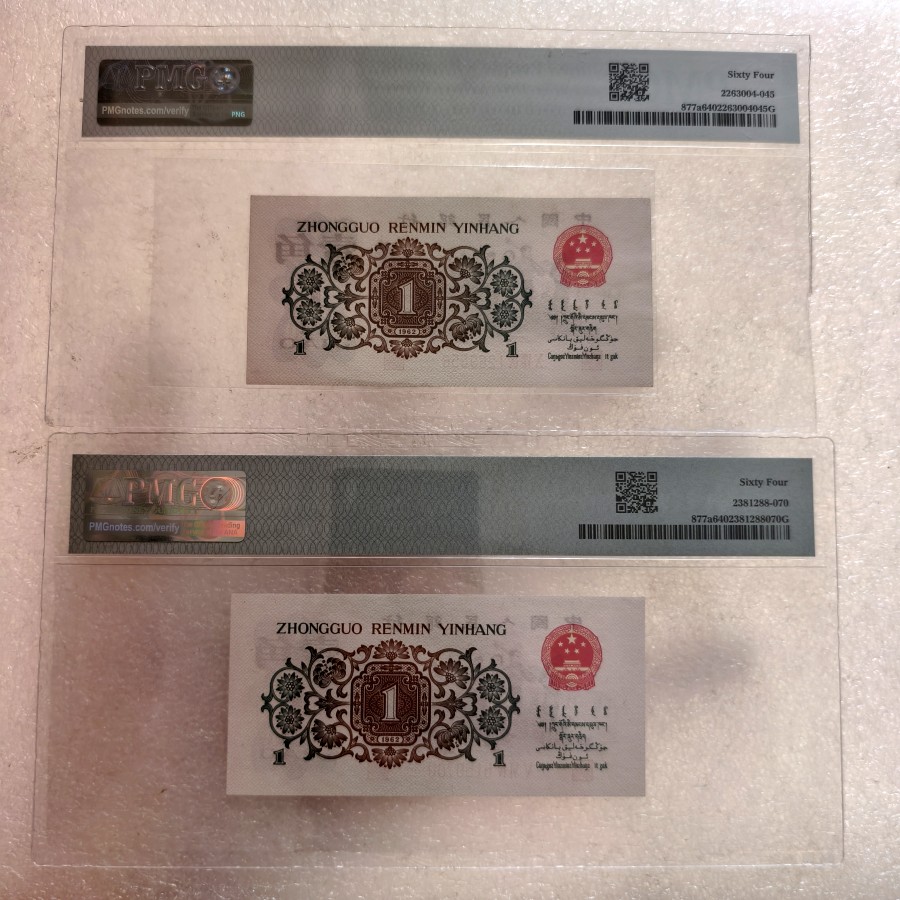 PMG
PMGnotes.com/verify
PNG
Sixty Four
2263004-045
877a6402263004045G
ZHONGGUO RENMIN YINHANG
1
(1962)
1
1
PMG
PMGnotes.com/verify
Sixty Four
2381288-070
877a6402381288070G
ZHONGGUO RENMIN YINHANG
1
(1962)
1
1